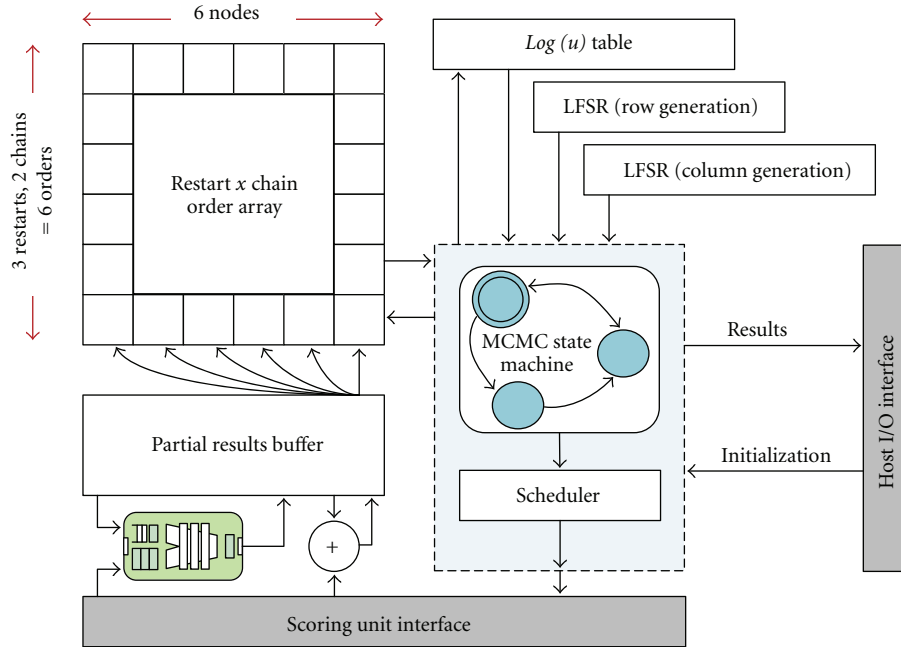 6 nodes
3 restarts, 2 chains
= 6 orders
Restart x chain
order array
Log (u) table
LFSR (row generation)
LFSR (column generation)
MCMC state
machine
Scheduler
Results
Initialization
Host I/O interface
Partial results buffer
+
Scoring unit interface